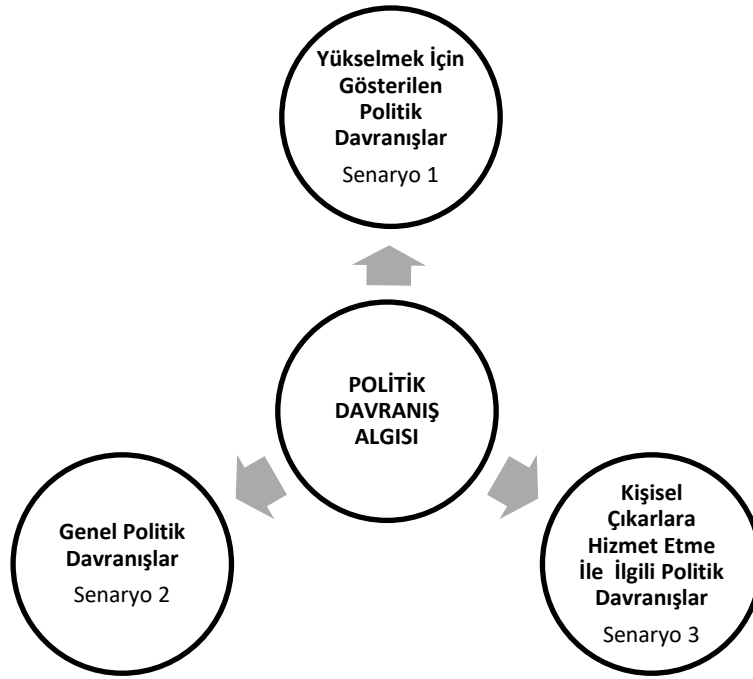 Yükselmek İçin
Gösterilen
Politik
Davranışlar
Senaryo 1
POLİTİK
DAVRANIŞ
ALGISI
Genel Politik
Davranışlar
Senaryo 2
Kişisel
Çıkarlara
Hizmet Etme
İle İlgili Politik
Davranışlar
Senaryo 3